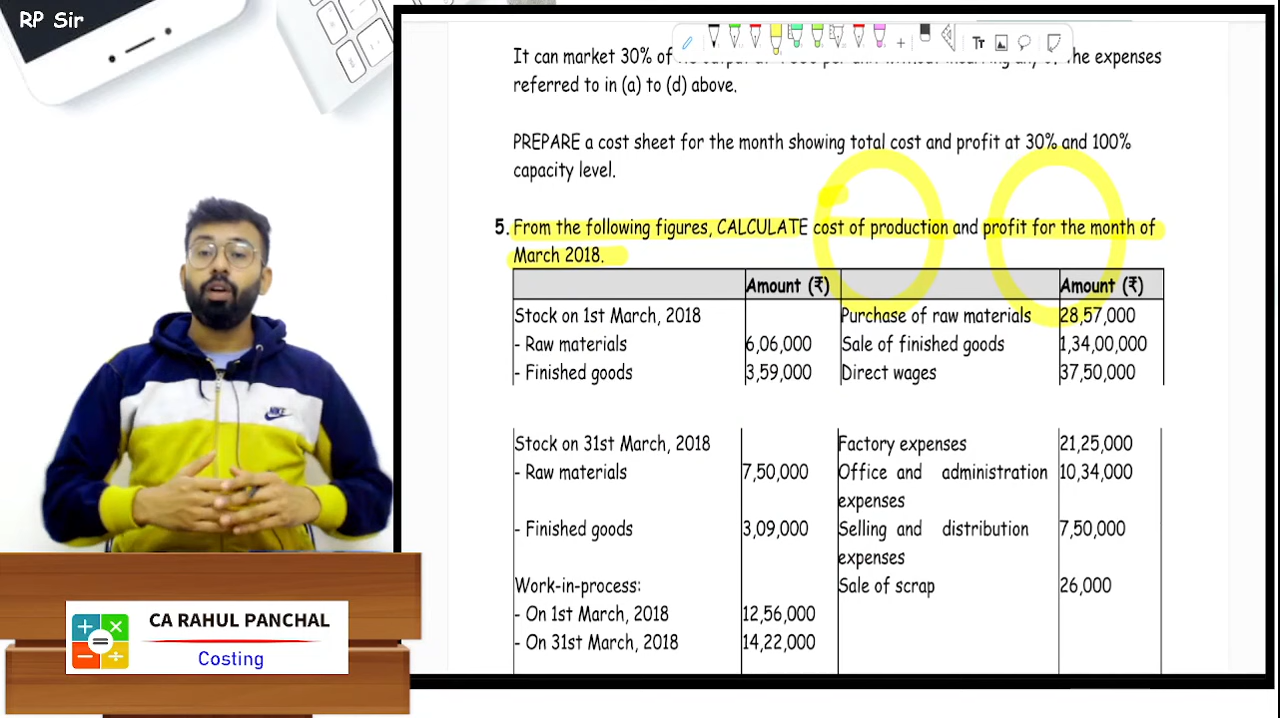 RP Sir
It can market 30% of per the expenses
referred to in (a) to (d) above.
PREPARE a cost sheet for the month showing total cost and profit at 30% and 100%
capacity level.
5. From the following figures, CALCULATE cost of production and profit for the month of
March 2018.
Amount (₹) Amount (₹)
Stock on 1st March, 2018 Purchase of raw materials 28,57,000
- Raw materials 6,06,000 Sale of finished goods 1,34,00,000
- Finished goods 3,59,000 Direct wages 37,50,000
Stock on 31st March, 2018 Factory expenses 21,25,000
- Raw materials 7,50,000 Office and administration 10,34,000
expenses
- Finished goods 3,09,000 Selling and distribution 7,50,000
expenses
Work-in-process: Sale of scrap 26,000
- On 1st March, 2018 12,56,000
- On 31st March, 2018 14,22,000
Tr
NIKE
CA RAHUL PANCHAL
Costing